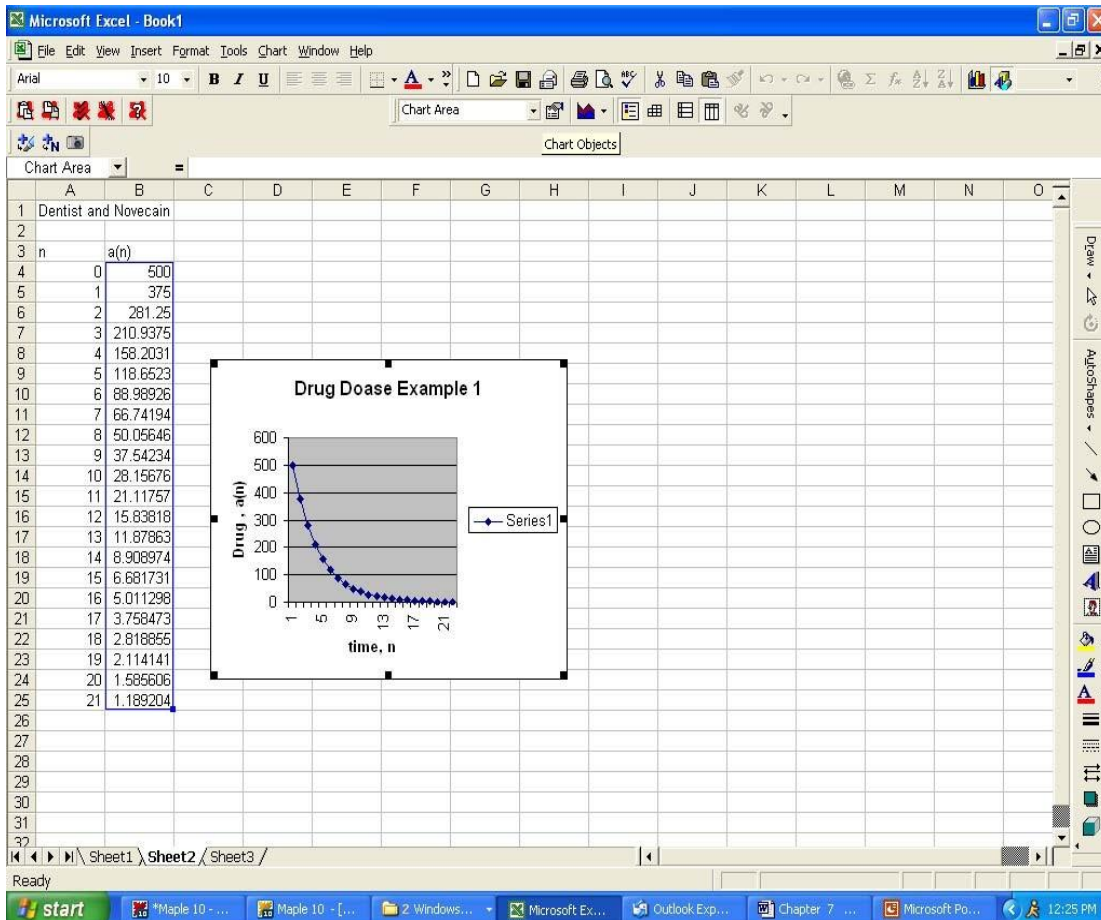 Microsoft Excel - Book1
File Edit View Insert Format Tools Chart Window Help
Arial 10 B I U A
Chart Area
Chart Objects
Chart Area =
A B C D E F G H I J K L M N O
1 Dentist and Novecain
2
3 n a(n)
4 0 500
5 1 375
6 2 281.25
7 3 210.9375
8 4 158.2031
9 5 118.6523
10 6 88.98926
11 7 66.74194
12 8 50.05646
13 9 37.54234
14 10 28.15676
15 11 21.11757
16 12 15.83818
17 13 11.87863
18 14 8.908974
19 15 6.681731
20 16 5.011298
21 17 3.758473
22 18 2.818855
23 19 2.114141
24 20 1.585606
25 21 1.189204
26
27
28
29
30
31
32
Drug Doase Example 1
Drug , a(n)
600
500
400
300
200
100
0
1 5 9 13 17 21
time, n
Series1
Draw
AutoShapes
Sheet1 Sheet2 Sheet3
Ready
start *Maple 10 - ... Maple 10 - [... 2 Windows... Microsoft Ex... Outlook Exp... Chapter 7 ... Microsoft Po... 12:25 PM